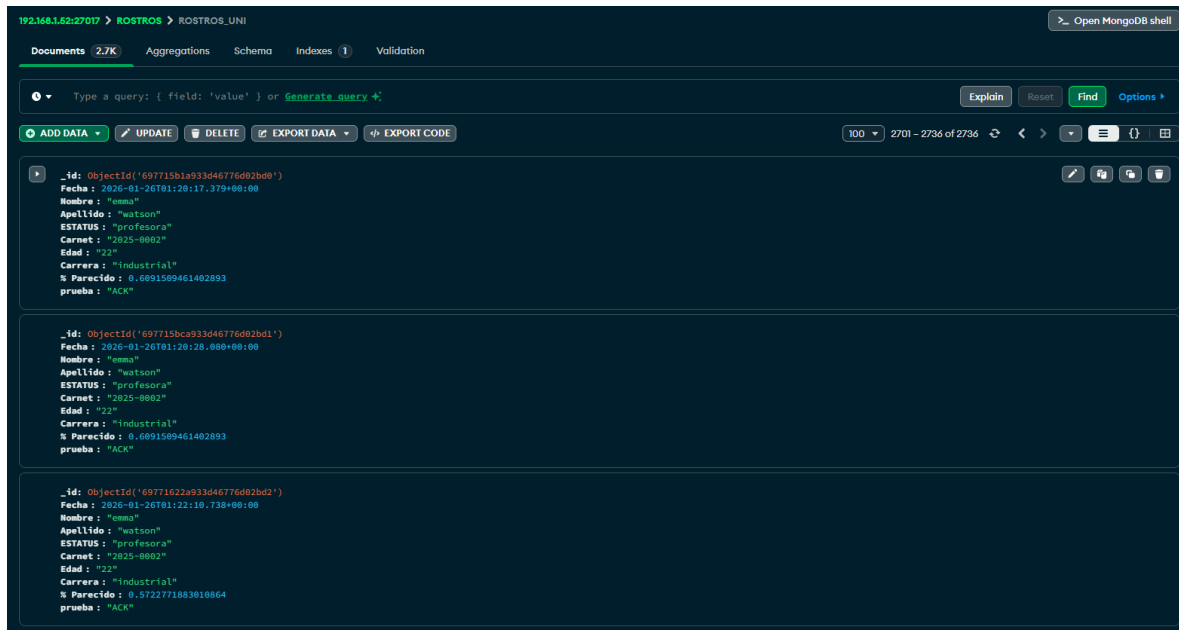 192.168.1.52:27017 > ROSTROS > ROSTROS_UNI
>_ Open MongoDB shell
Documents 2.7K Aggregations Schema Indexes 1 Validation
Type a query: { field: 'value' } or Generate query
Explain Reset Find Options
ADD DATA UPDATE DELETE EXPORT DATA EXPORT CODE
100 2701 – 2736 of 2736
_id: ObjectId('697715b1a933d46776d02bd0')
Fecha : 2026-01-26T01:20:17.379+00:00
Nombre : "emma"
Apellido : "watson"
ESTATUS : "profesora"
Carnet : "2025-0002"
Edad : "22"
Carrera : "industrial"
% Parecido : 0.6091509461402893
prueba : "ACK"
_id: ObjectId('697715bca933d46776d02bd1')
Fecha : 2026-01-26T01:20:28.080+00:00
Nombre : "emma"
Apellido : "watson"
ESTATUS : "profesora"
Carnet : "2025-0002"
Edad : "22"
Carrera : "industrial"
% Parecido : 0.6091509461402893
prueba : "ACK"
_id: ObjectId('69771622a933d46776d02bd2')
Fecha : 2026-01-26T01:22:10.738+00:00
Nombre : "emma"
Apellido : "watson"
ESTATUS : "profesora"
Carnet : "2025-0002"
Edad : "22"
Carrera : "industrial"
% Parecido : 0.5722771883010864
prueba : "ACK"